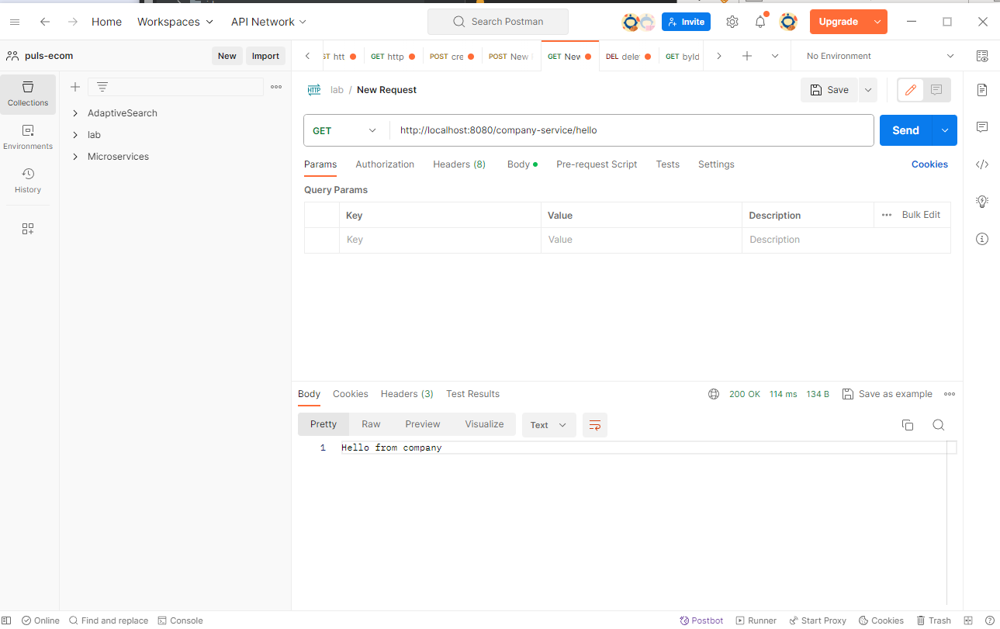 Home Workspaces API Network Search Postman Invite Upgrade
puls-ecom New Import ST htt GET http POST cre POST New GET New DEL dele GET byId No Environment
Collections
Environments
History
AdaptiveSearch
lab
Microservices
HTTP lab / New Request Save
GET http://localhost:8080/company-service/hello Send
Params Authorization Headers (8) Body Pre-request Script Tests Settings Cookies
Query Params
Key Value Description Bulk Edit
Key Value Description
Body Cookies Headers (3) Test Results 200 OK 114 ms 134 B Save as example
Pretty Raw Preview Visualize Text
1 Hello from company
Online Find and replace Console Postbot Runner Start Proxy Cookies Trash